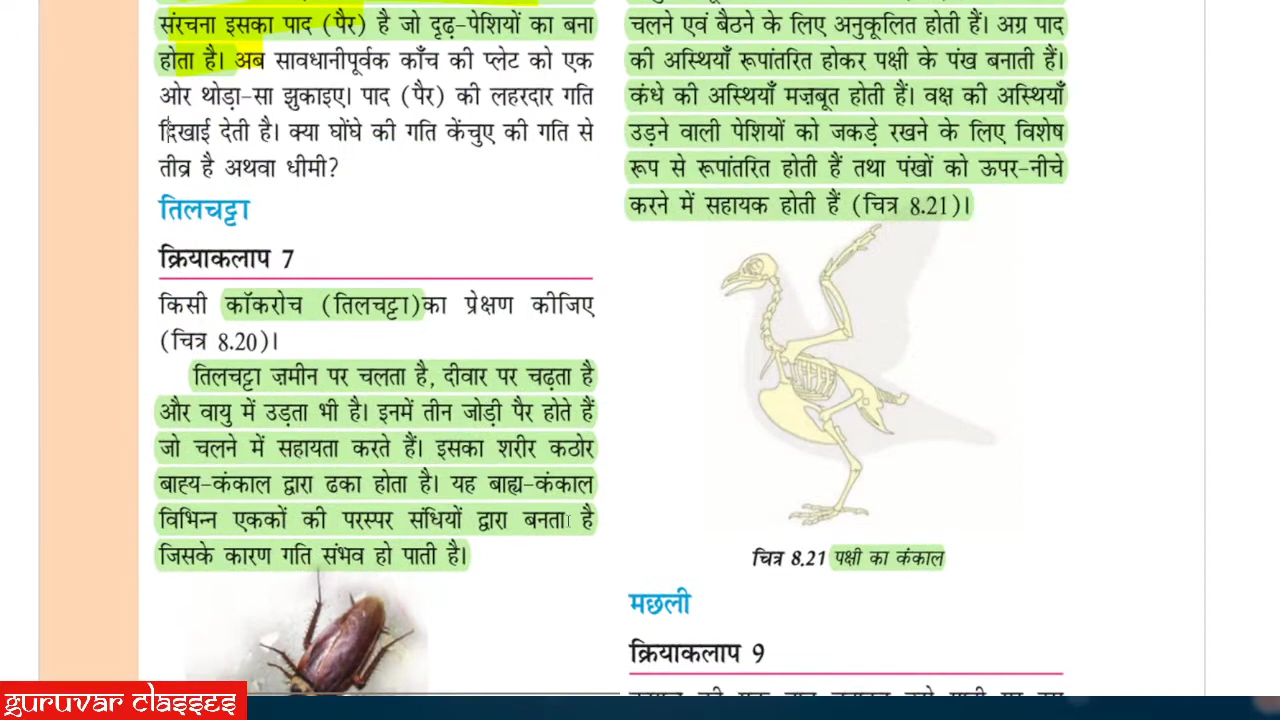 संरचना इसका पाद (पैर) है जो दृढ़-पेशियों का बना
होता है। अब सावधानीपूर्वक काँच की प्लेट को एक
ओर थोड़ा-सा झुकाइए। पाद (पैर) की लहरदार गति
दिखाई देती है। क्या घोंघे की गति केंचुए की गति से
तीव्र है अथवा धीमी?
तिलचट्टा
क्रियाकलाप 7
किसी कॉकरोच (तिलचट्टा)का प्रेक्षण कीजिए
(चित्र 8.20)।
तिलचट्टा ज़मीन पर चलता है, दीवार पर चढ़ता है
और वायु में उड़ता भी है। इनमें तीन जोड़ी पैर होते हैं
जो चलने में सहायता करते हैं। इसका शरीर कठोर
बाह्य-कंकाल द्वारा ढका होता है। यह बाह्य-कंकाल
विभिन्न एककों की परस्पर संधियों द्वारा बनता है
जिसके कारण गति संभव हो पाती है।
चलने एवं बैठने के लिए अनुकूलित होती हैं। अग्र पाद
की अस्थियाँ रूपांतरित होकर पक्षी के पंख बनाती हैं।
कंधे की अस्थियाँ मज़बूत होती हैं। वक्ष की अस्थियाँ
उड़ने वाली पेशियों को जकड़े रखने के लिए विशेष
रूप से रूपांतरित होती हैं तथा पंखों को ऊपर-नीचे
करने में सहायक होती हैं (चित्र 8.21)।
चित्र 8.21 पक्षी का कंकाल
मछली
क्रियाकलाप 9
GURUVAR CLASSES